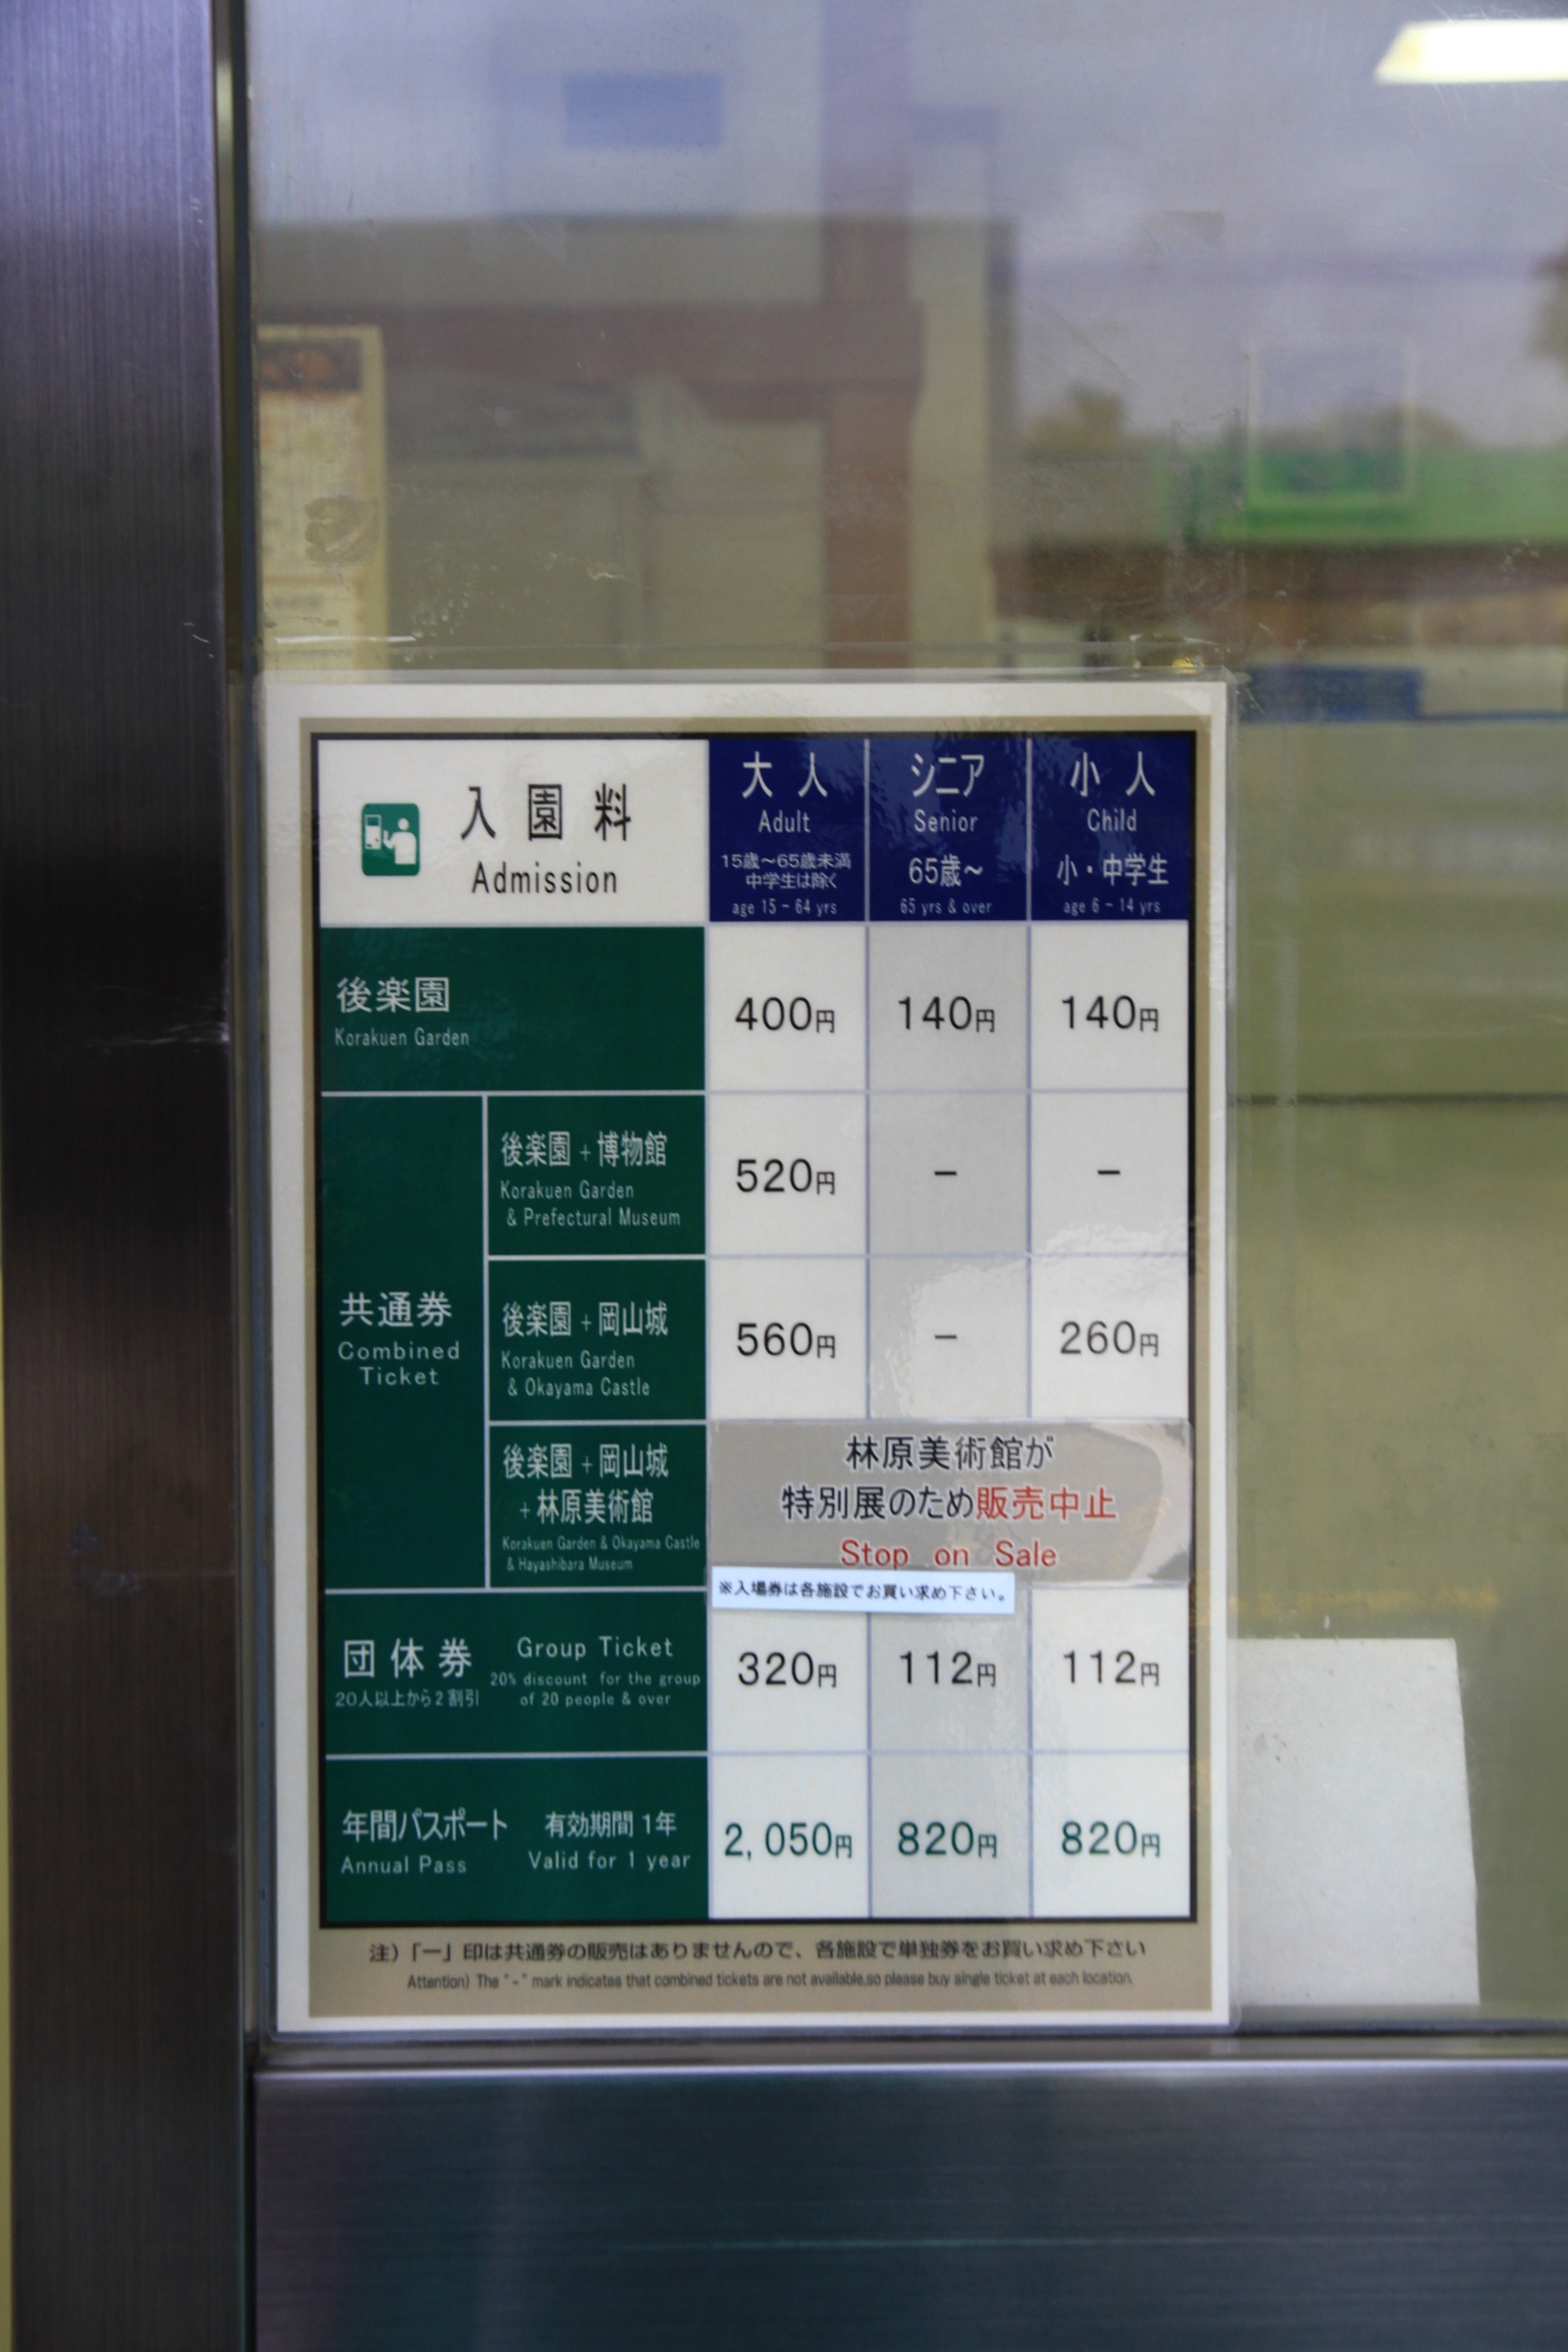 入園料
Admission
大人
Adult
15歳～65歳未満
中学生は除く
age 15 - 64 yrs
シニア
Senior
65歳～
65 yrs & over
小人
Child
小・中学生
age 6 - 14 yrs
後楽園
Korakuen Garden
400円
140円
140円
共通券
Combined
Ticket
後楽園 + 博物館
Korakuen Garden
& Prefectural Museum
520円
-
-
後楽園 + 岡山城
Korakuen Garden
& Okayama Castle
560円
-
260円
後楽園 + 岡山城
+ 林原美術館
Korakuen Garden & Okayama Castle
& Hayashibara Museum
林原美術館が
特別展のため販売中止
Stop on Sale
※入場券は各施設でお買い求め下さい。
団体券
20人以上から2割引
Group Ticket
20% discount for the group
of 20 people & over
320円
112円
112円
年間パスポート
Annual Pass
有効期間 1年
Valid for 1 year
2,050円
820円
820円
注)「ー」印は共通券の販売はありませんので、各施設で単独券をお買い求め下さい
Attention) The "-" mark indicates that combined tickets are not available,so please buy single ticket at each location.